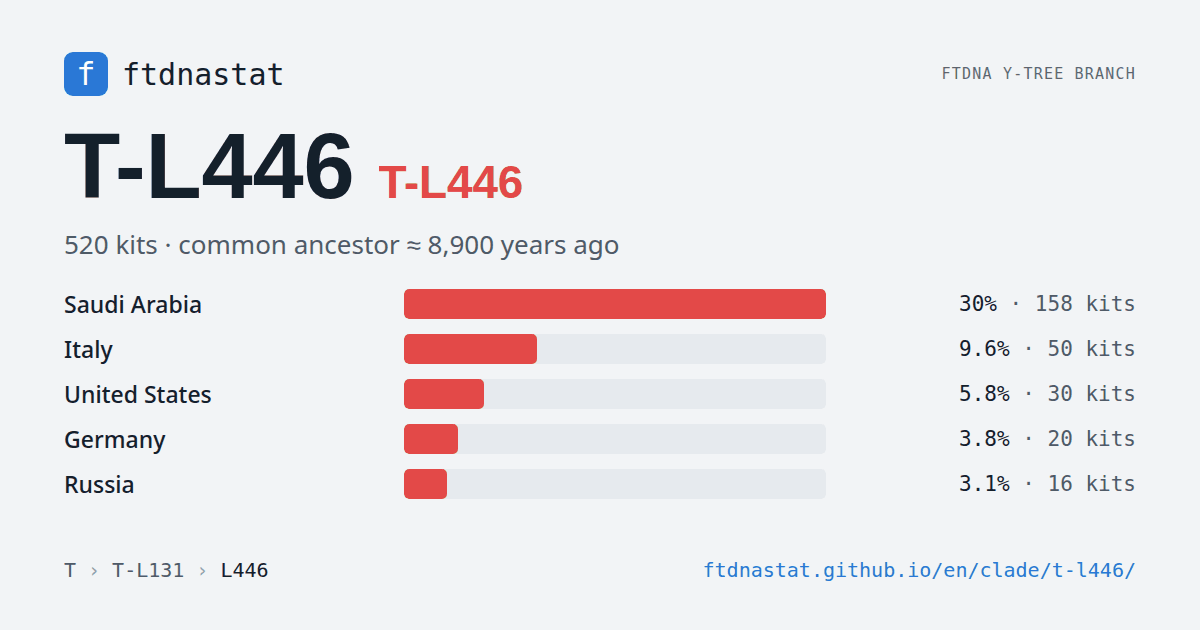 f ftdnastat
FTDNA Y-TREE BRANCH
T-L446 T-L446
520 kits · common ancestor ≈ 8,900 years ago
Saudi Arabia 30% · 158 kits
Italy 9.6% · 50 kits
United States 5.8% · 30 kits
Germany 3.8% · 20 kits
Russia 3.1% · 16 kits
T › T-L131 › L446
ftdnastat.github.io/en/clade/t-l446/